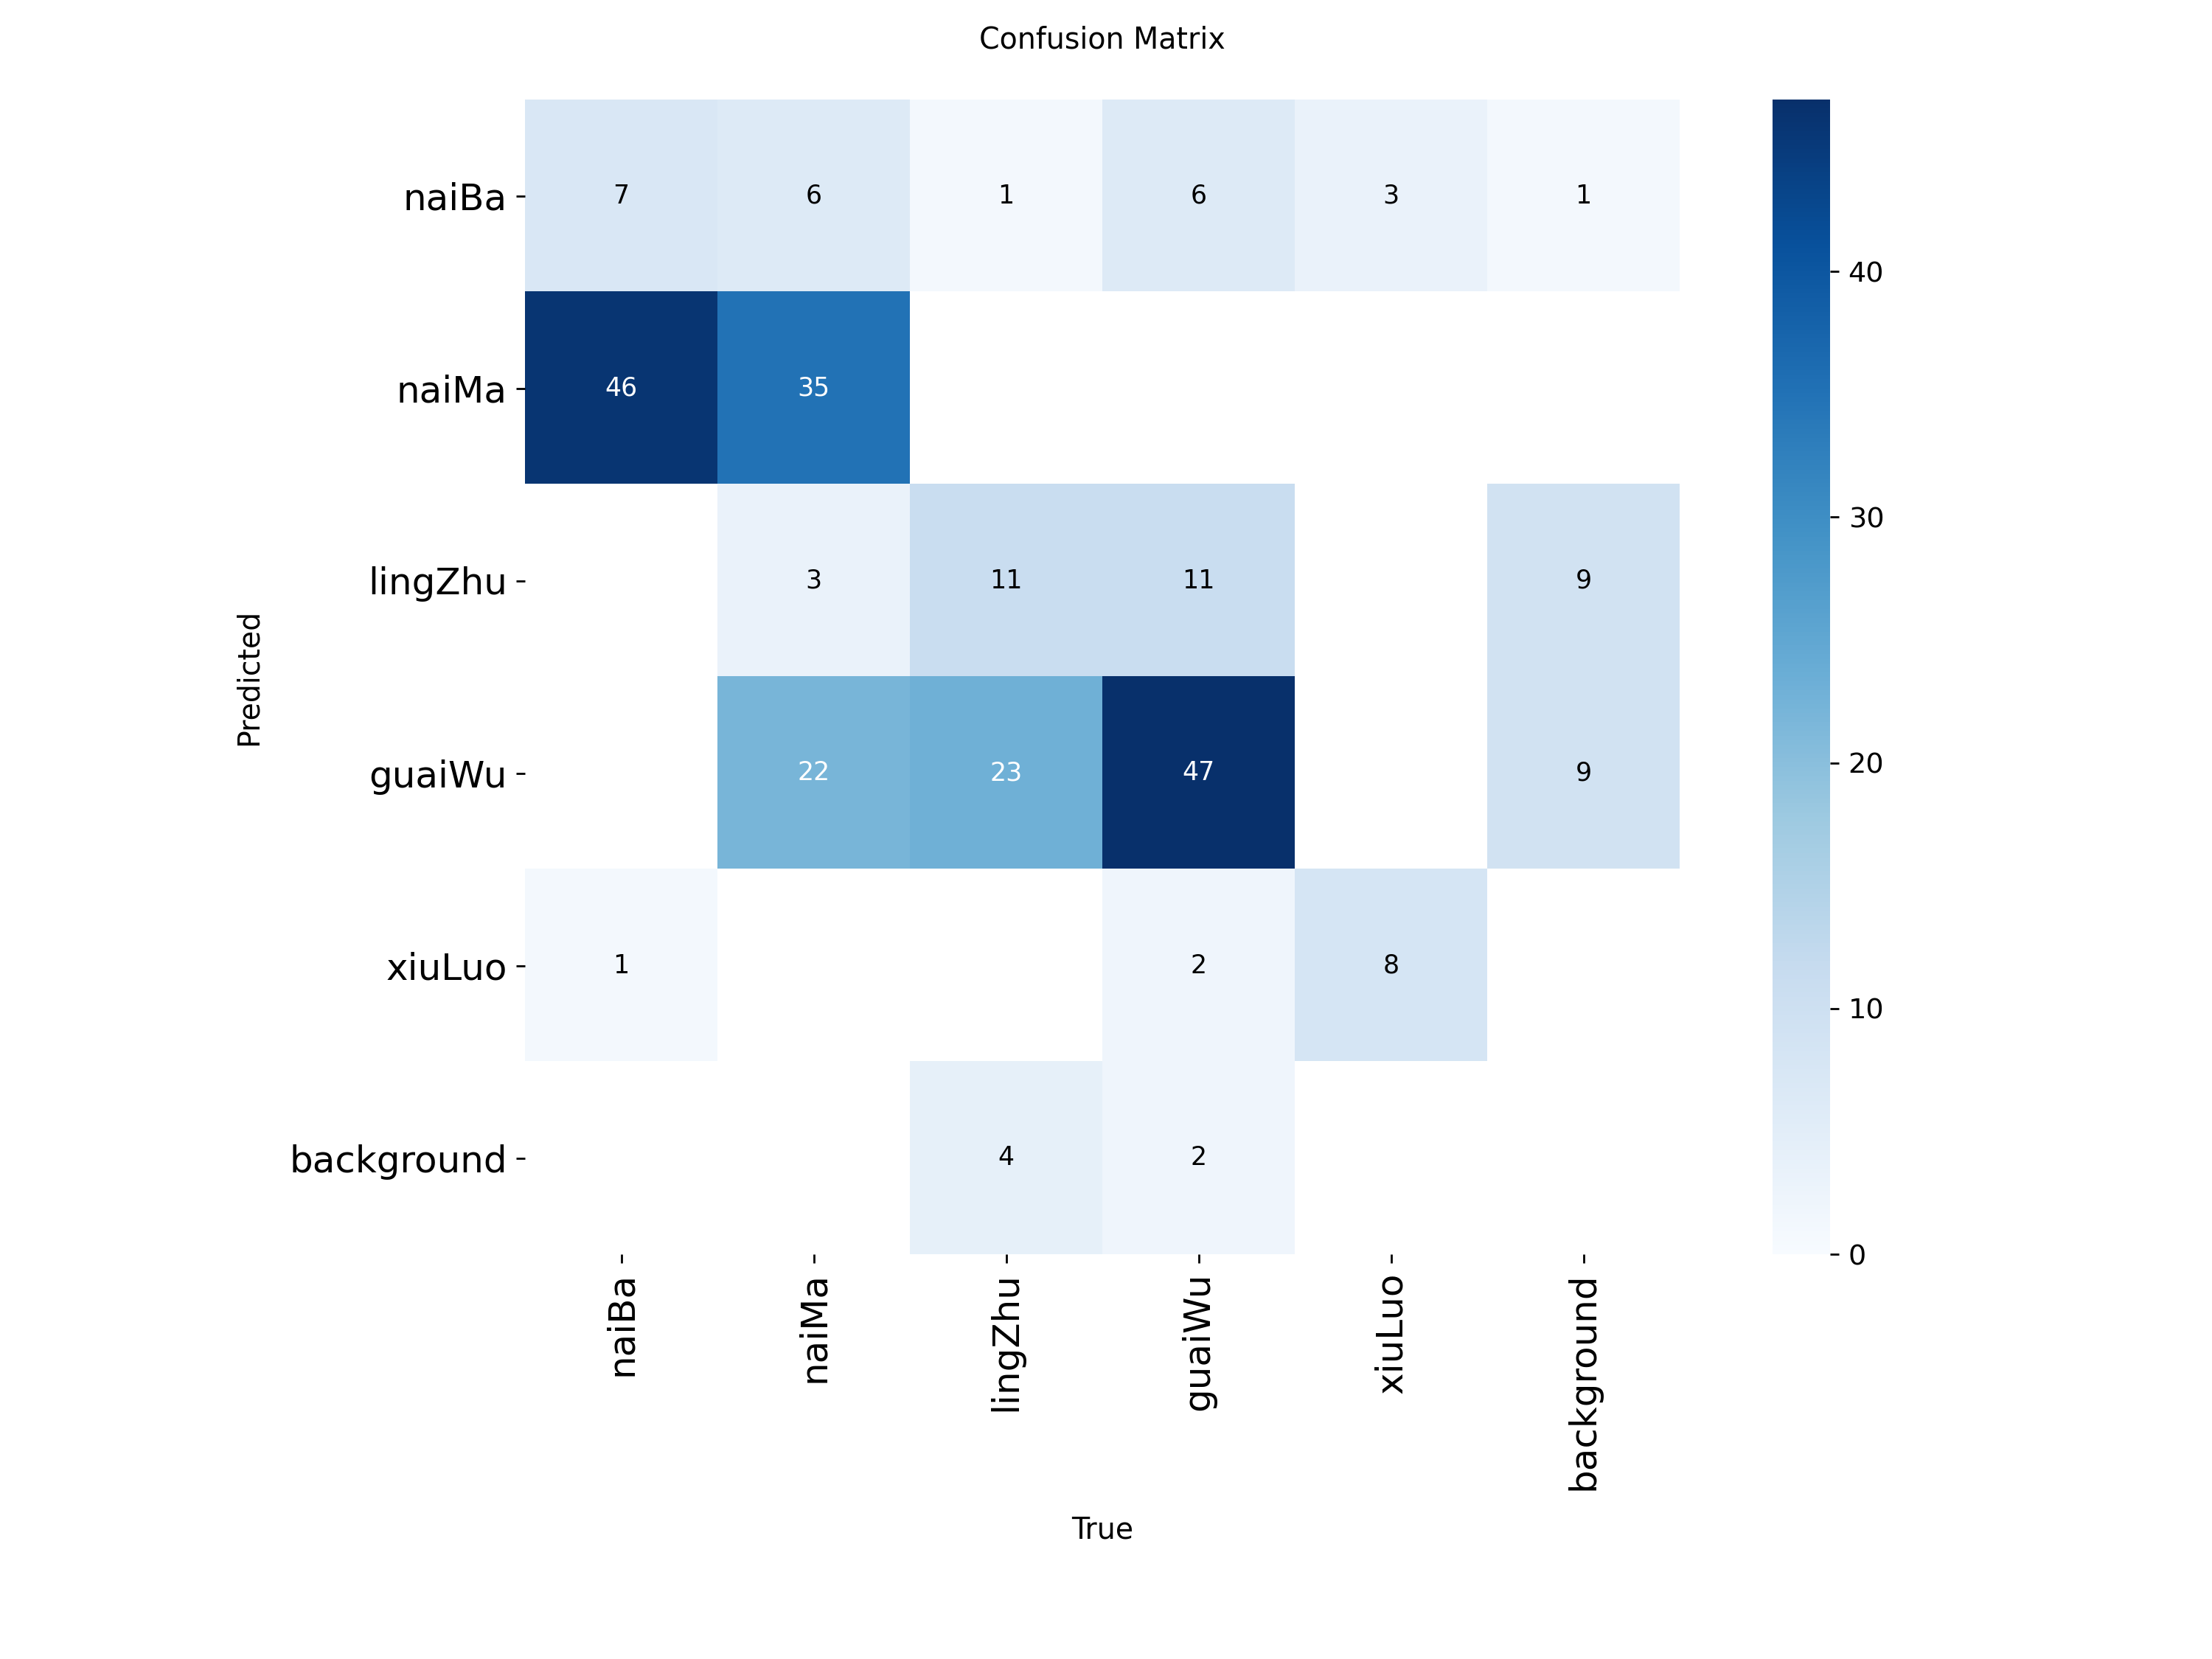 Confusion Matrix
naiBa 7 6 1 6 3 1
40
naiMa 46 35
30
lingZhu 3 11 11 9
Predicted
20
guaiWu 22 23 47 9
10
xiuLuo 1 2 8
background 4 2
0
naiBa naiMa lingZhu guaiWu xiuLuo background
True